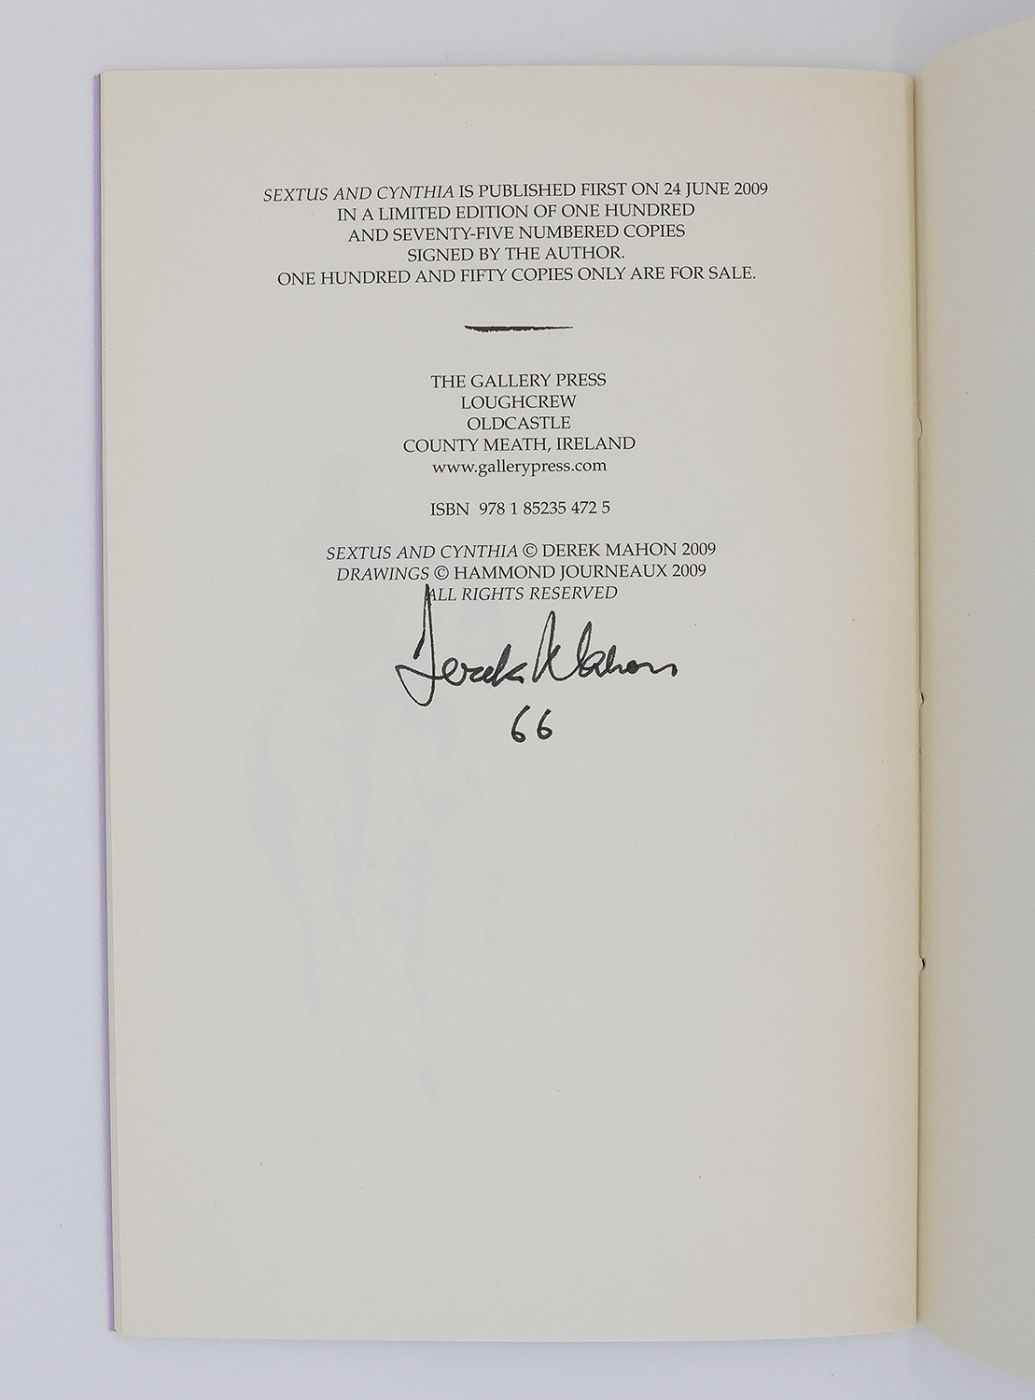 SEXTUS AND CYNTHIA IS PUBLISHED FIRST ON 24 JUNE 2009
IN A LIMITED EDITION OF ONE HUNDRED
AND SEVENTY-FIVE NUMBERED COPIES
SIGNED BY THE AUTHOR.
ONE HUNDRED AND FIFTY COPIES ONLY ARE FOR SALE.
THE GALLERY PRESS
LOUGHCREW
OLDCASTLE
COUNTY MEATH, IRELAND
www.gallerypress.com
ISBN 978 1 85235 472 5
SEXTUS AND CYNTHIA © DEREK MAHON 2009
DRAWINGS © HAMMOND JOURNEAUX 2009
ALL RIGHTS RESERVED
Derek Mahon
66